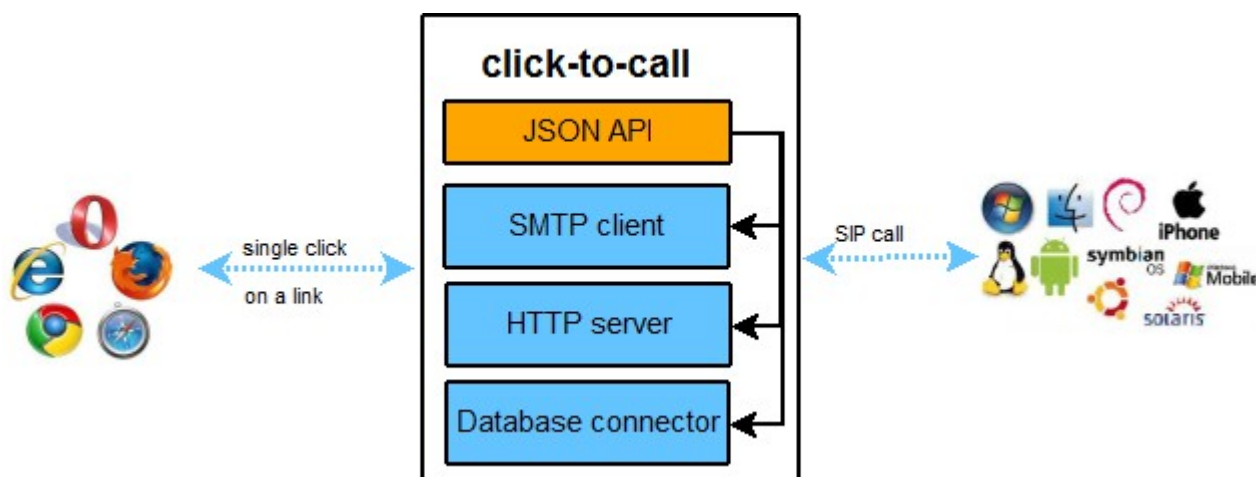 click-to-call
JSON API
SMTP client
HTTP server
Database connector
single click
on a link
SIP call
iPhone
symbian
OS
Mobile
solaris